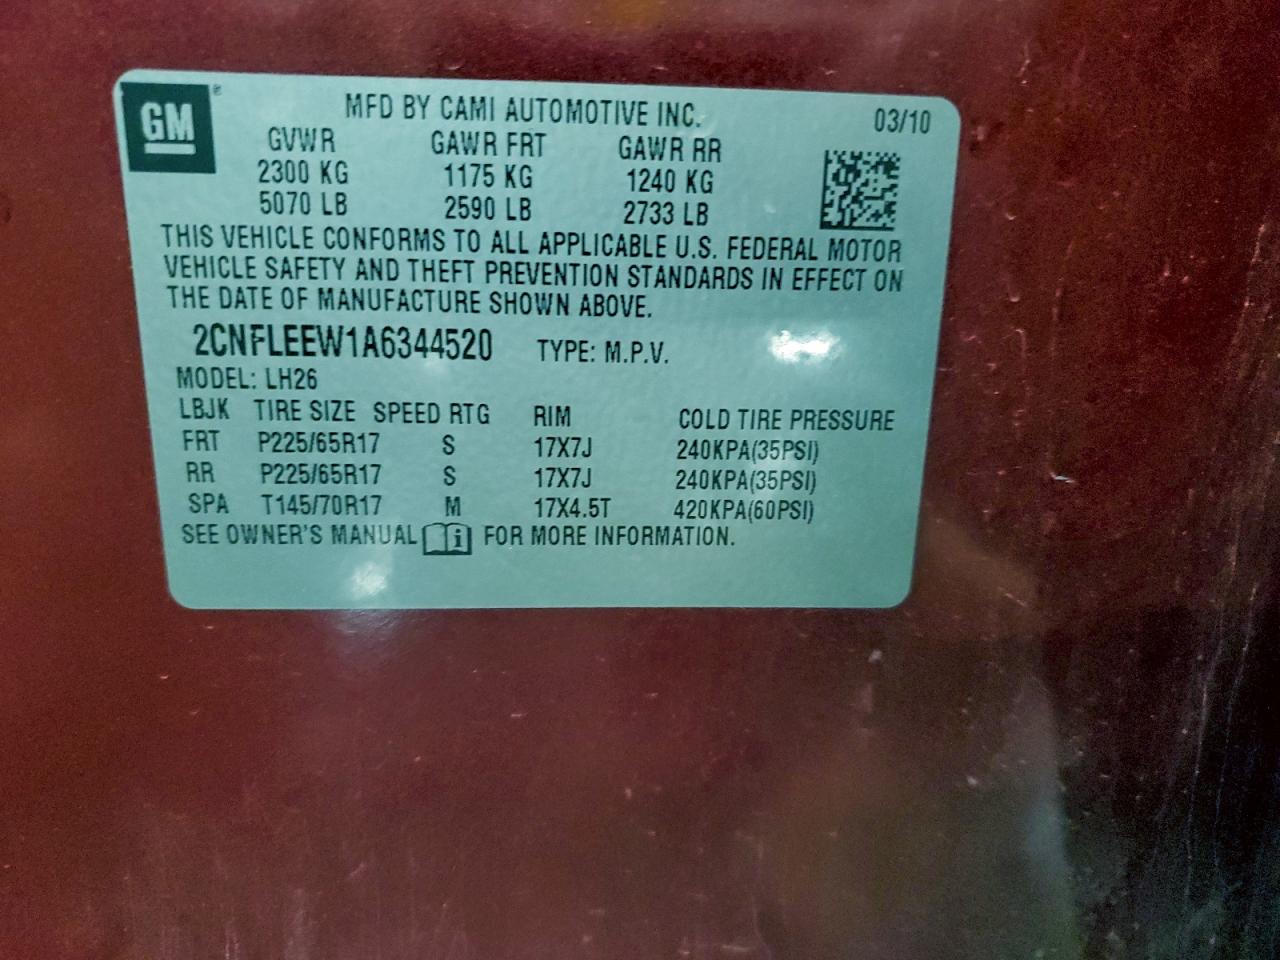 GM®
MFD BY CAMI AUTOMOTIVE INC. 03/10
GVWR GAWR FRT GAWR RR
2300 KG 1175 KG 1240 KG
5070 LB 2590 LB 2733 LB
THIS VEHICLE CONFORMS TO ALL APPLICABLE U.S. FEDERAL MOTOR
VEHICLE SAFETY AND THEFT PREVENTION STANDARDS IN EFFECT ON
THE DATE OF MANUFACTURE SHOWN ABOVE.
2CNFLEEW1A6344520 TYPE: M.P.V.
MODEL: LH26
LBJK TIRE SIZE SPEED RTG RIM COLD TIRE PRESSURE
FRT P225/65R17 S 17X7J 240KPA(35PSI)
RR P225/65R17 S 17X7J 240KPA(35PSI)
SPA T145/70R17 M 17X4.5T 420KPA(60PSI)
SEE OWNER'S MANUAL i FOR MORE INFORMATION.